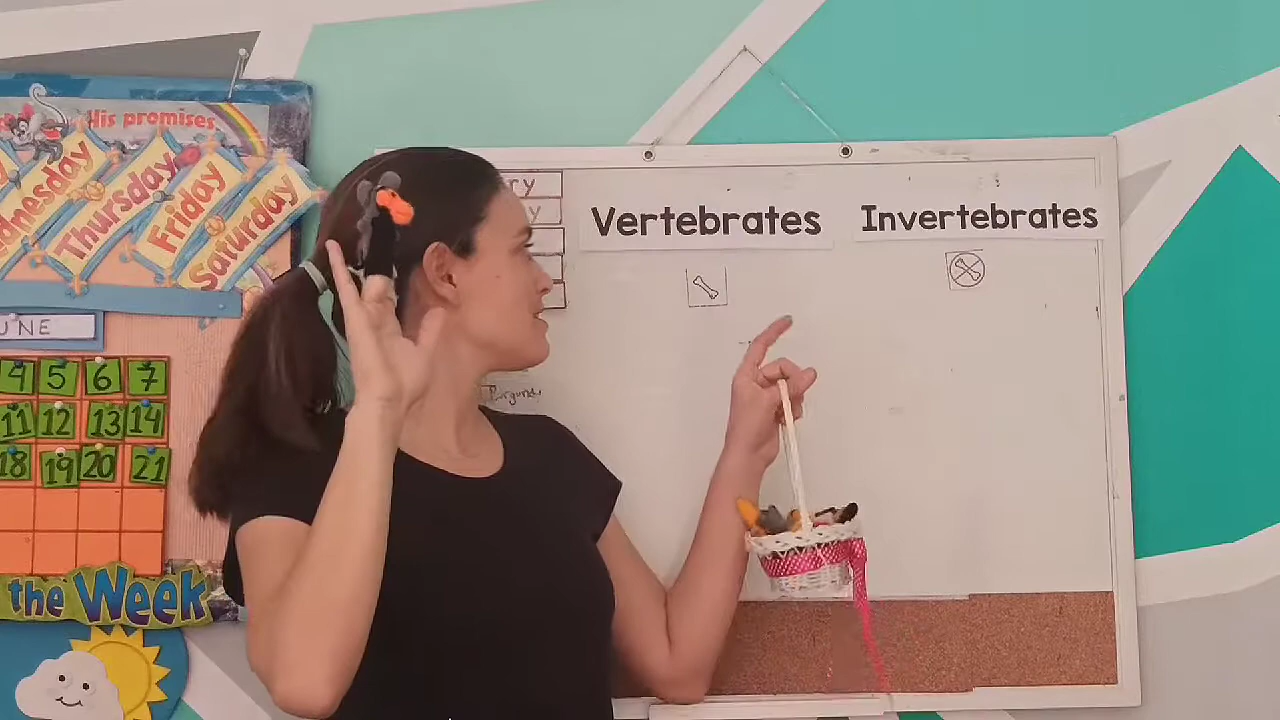 His promises
Wednesday
Thursday
Friday
Saturday
UNE
4 5 6 7
11 12 13 14
18 19 20 21
the Week
ry
y
Vertebrates
Invertebrates